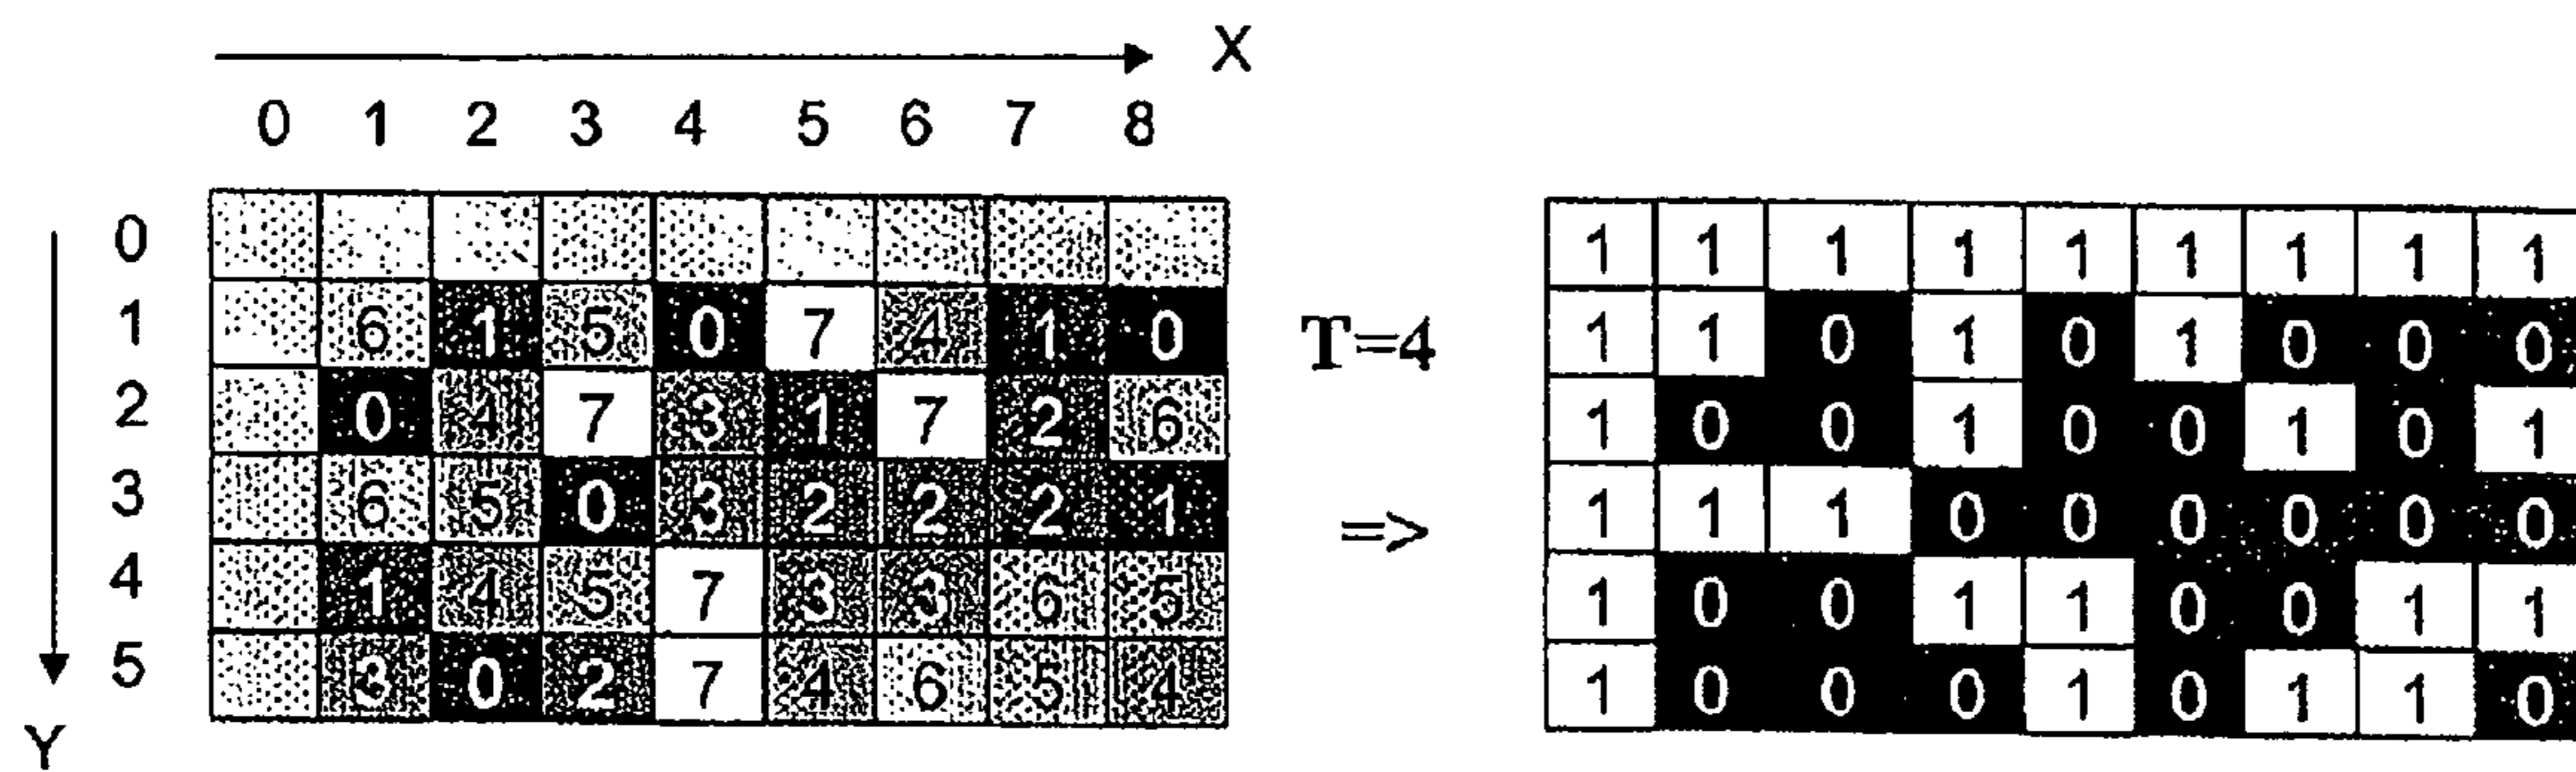 X
0 1 2 3 4 5 6 7 8
0 1 1 1 1 1 1 1 1 1
1 6 1 5 0 7 4 1 0 T=4 1 1 0 1 0 1 0 0 0
2 0 4 7 3 1 7 2 6 1 0 0 1 0 0 1 0 1
3 6 5 0 3 2 2 2 1 => 1 1 1 0 0 0 0 0 0
4 1 4 5 7 3 3 6 5 1 0 0 1 1 0 0 1 1
5 3 0 2 7 4 6 5 4 1 0 0 0 1 0 1 1 0
Y